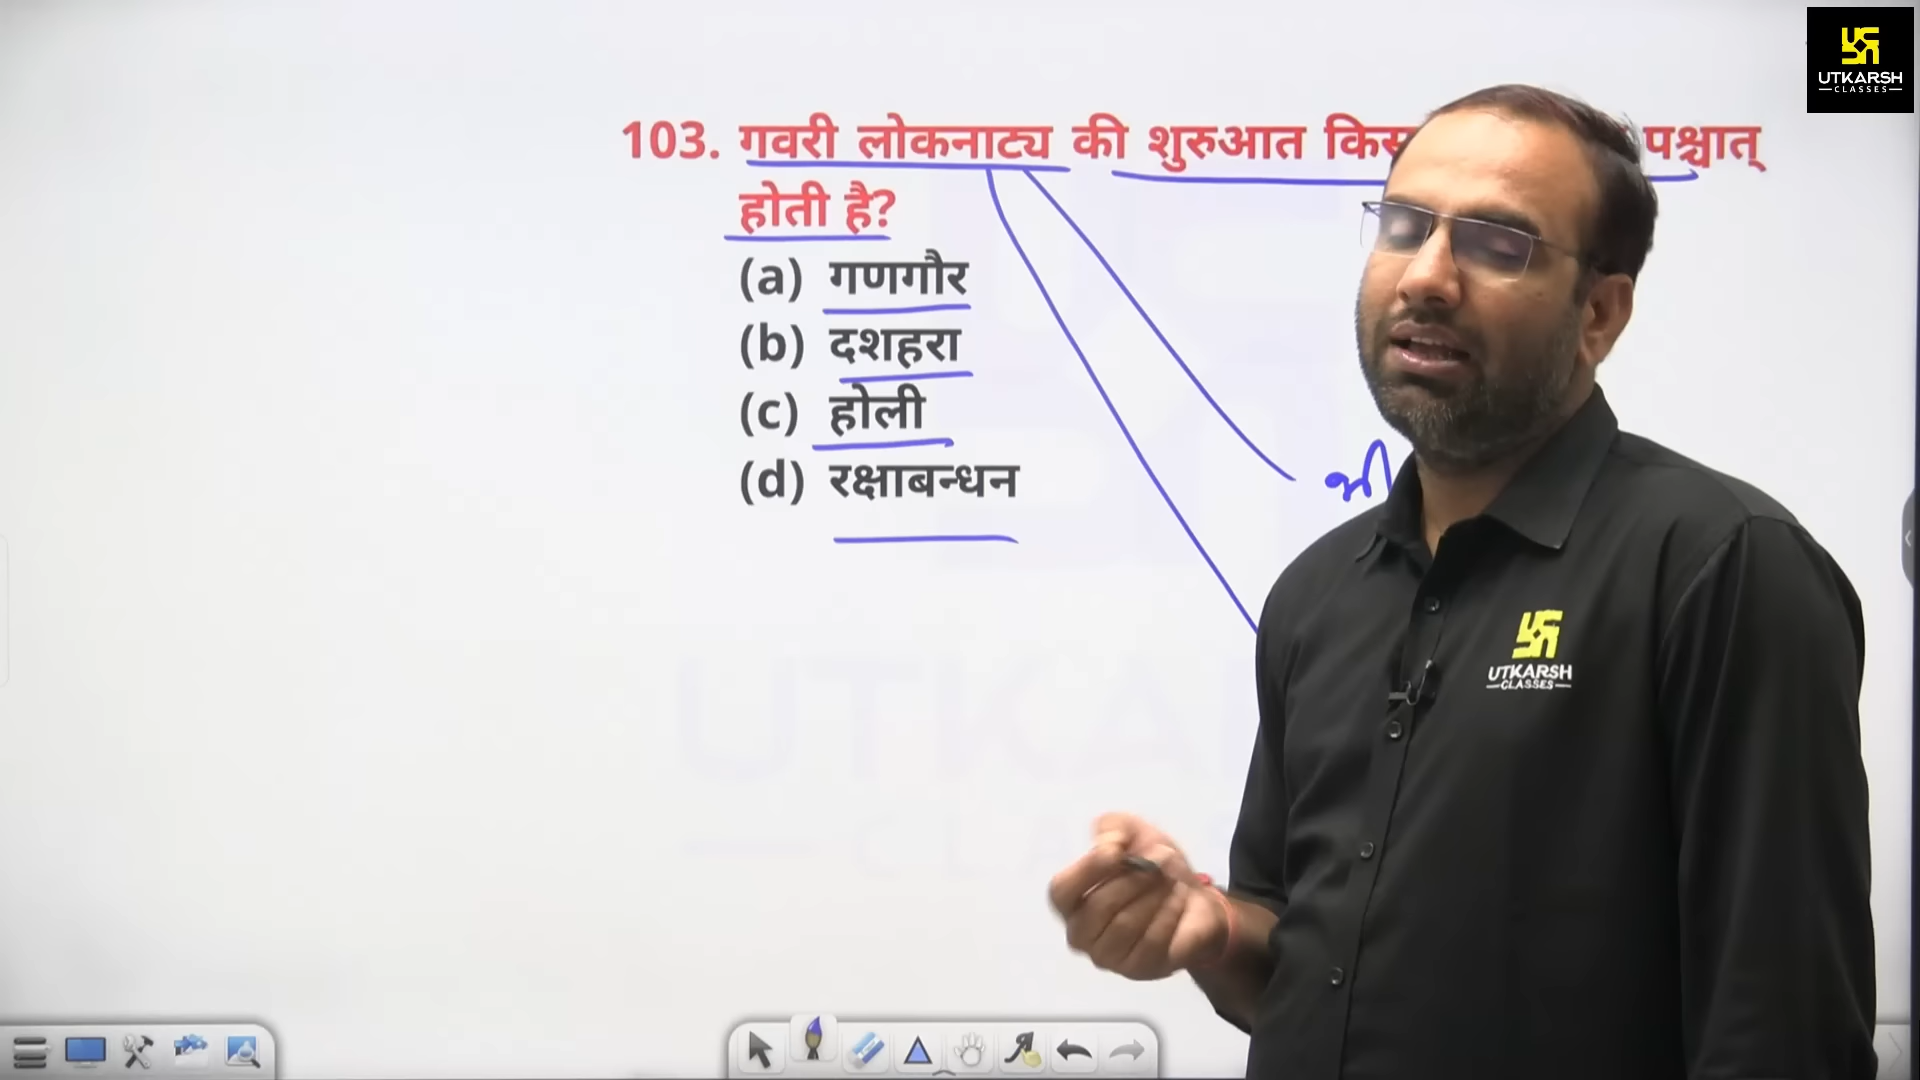 UTKARSH
CLASSES
103. गवरी लोकनाट्य की शुरुआत पश्चात्
होती है?
(a) गणगौर
(b) दशहरा
(c) होली
(d) रक्षाबन्धन
UTKARSH
CLASSES